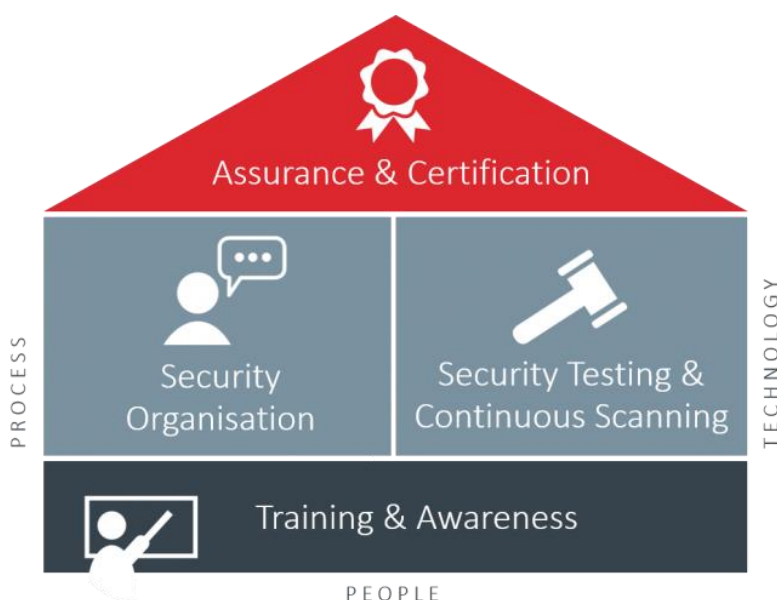 Assurance & Certification
PROCESS
Security
Organisation
Security Testing &
Continuous Scanning
TECHNOLOGY
Training & Awareness
PEOPLE